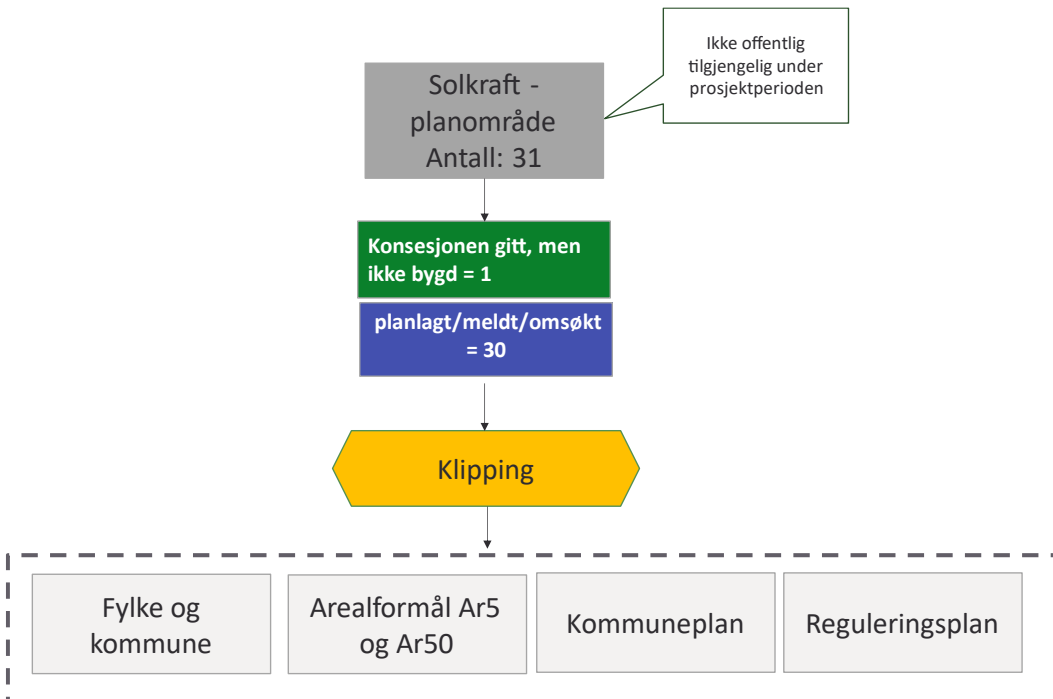 Ikke offentlig
tilgjengelig under
prosjektperioden
Solkraft -
planområde
Antall: 31
Konsesjonen gitt, men
ikke bygd = 1
planlagt/meldt/omsøkt
= 30
Klipping
Fylke og
kommune
Arealformål Ar5
og Ar50
Kommuneplan
Reguleringsplan